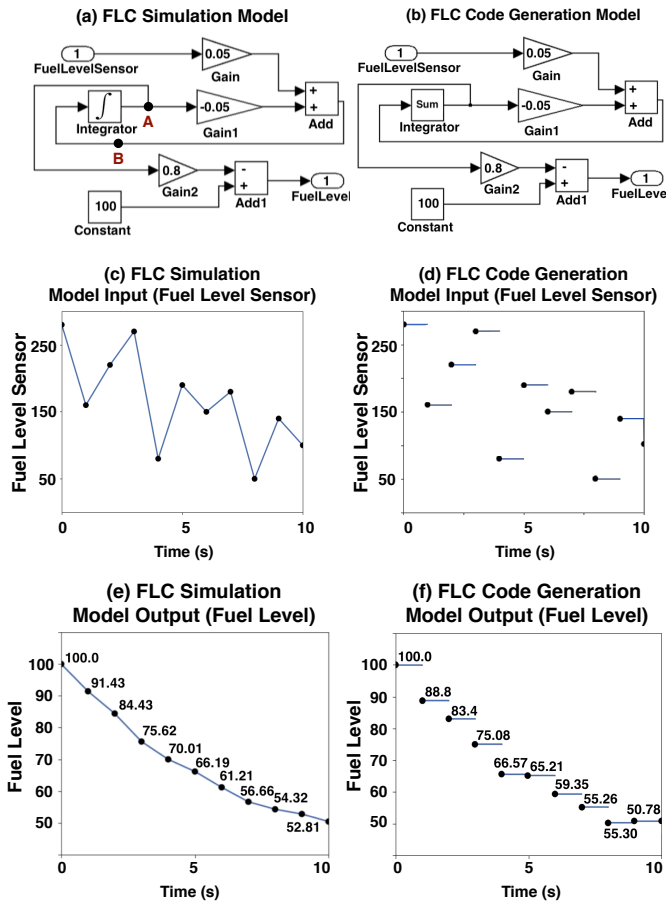 (a) FLC Simulation Model
1
FuelLevelSensor
0.05
Gain
∫
Integrator
A
-0.05
Gain1
+
+
Add
B
0.8
Gain2
-
+
Add1
1
FuelLevel
100
Constant
(b) FLC Code Generation Model
1
FuelLevelSensor
0.05
Gain
Sum
Integrator
-0.05
Gain1
+
+
Add
0.8
Gain2
-
+
Add1
1
FuelLeve
100
Constant
(c) FLC Simulation
Model Input (Fuel Level Sensor)
Fuel Level Sensor
250
150
50
0
5
10
Time (s)
(d) FLC Code Generation
Model Input (Fuel Level Sensor)
Fuel Level Sensor
250
150
50
0
5
10
Time (s)
(e) FLC Simulation
Model Output (Fuel Level)
Fuel Level
100
90
80
70
60
50
100.0
91.43
84.43
75.62
70.01
66.19
61.21
56.66
54.32
52.81
0
5
10
Time (s)
(f) FLC Code Generation
Model Output (Fuel Level)
Fuel Level
100
90
80
70
60
50
100.0
88.8
83.4
75.08
66.57
65.21
59.35
55.26
55.30
50.78
0
5
10
Time (s)